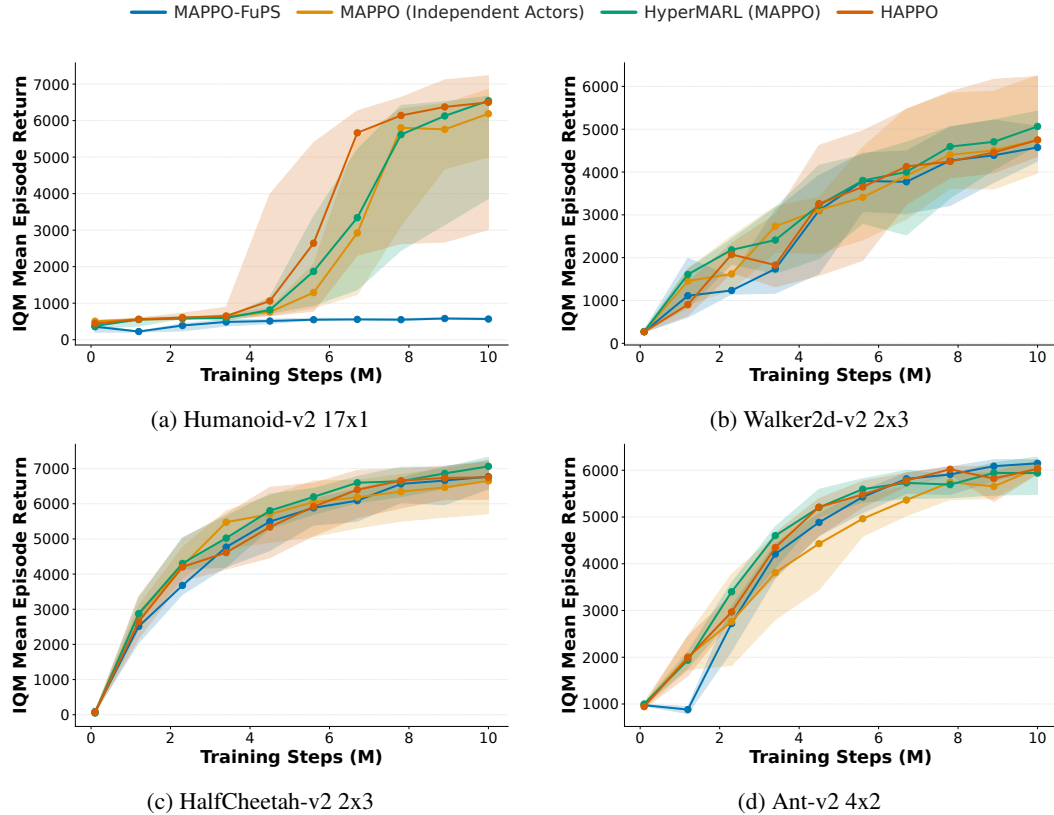 MAPPO-FuPS MAPPO (Independent Actors) HyperMARL (MAPPO) HAPPO
IQM Mean Episode Return
7000
6000
5000
4000
3000
2000
1000
0
0 2 4 6 8 10
Training Steps (M)
(a) Humanoid-v2 17x1
IQM Mean Episode Return
6000
5000
4000
3000
2000
1000
0
0 2 4 6 8 10
Training Steps (M)
(b) Walker2d-v2 2x3
IQM Mean Episode Return
7000
6000
5000
4000
3000
2000
1000
0
0 2 4 6 8 10
Training Steps (M)
(c) HalfCheetah-v2 2x3
IQM Mean Episode Return
6000
5000
4000
3000
2000
1000
0 2 4 6 8 10
Training Steps (M)
(d) Ant-v2 4x2